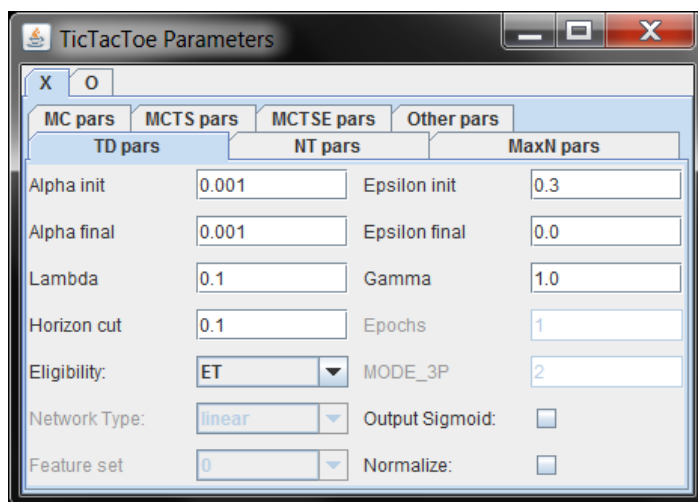 TicTacToe Parameters
X O
MC pars MCTS pars MCTSE pars Other pars
TD pars NT pars MaxN pars
Alpha init 0.001 Epsilon init 0.3
Alpha final 0.001 Epsilon final 0.0
Lambda 0.1 Gamma 1.0
Horizon cut 0.1 Epochs 1
Eligibility: ET MODE_3P 2
Network Type: linear Output Sigmoid:
Feature set 0 Normalize: